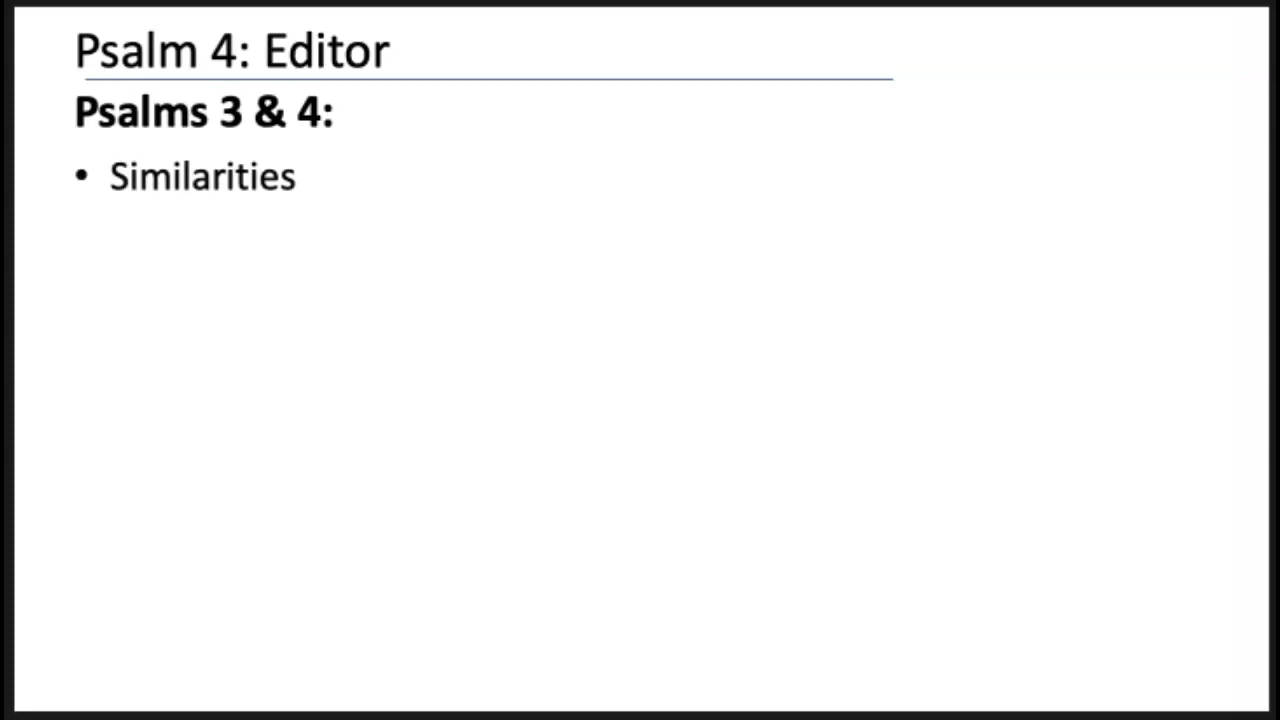 Psalm 4: Editor
Psalms 3 & 4:
• Similarities